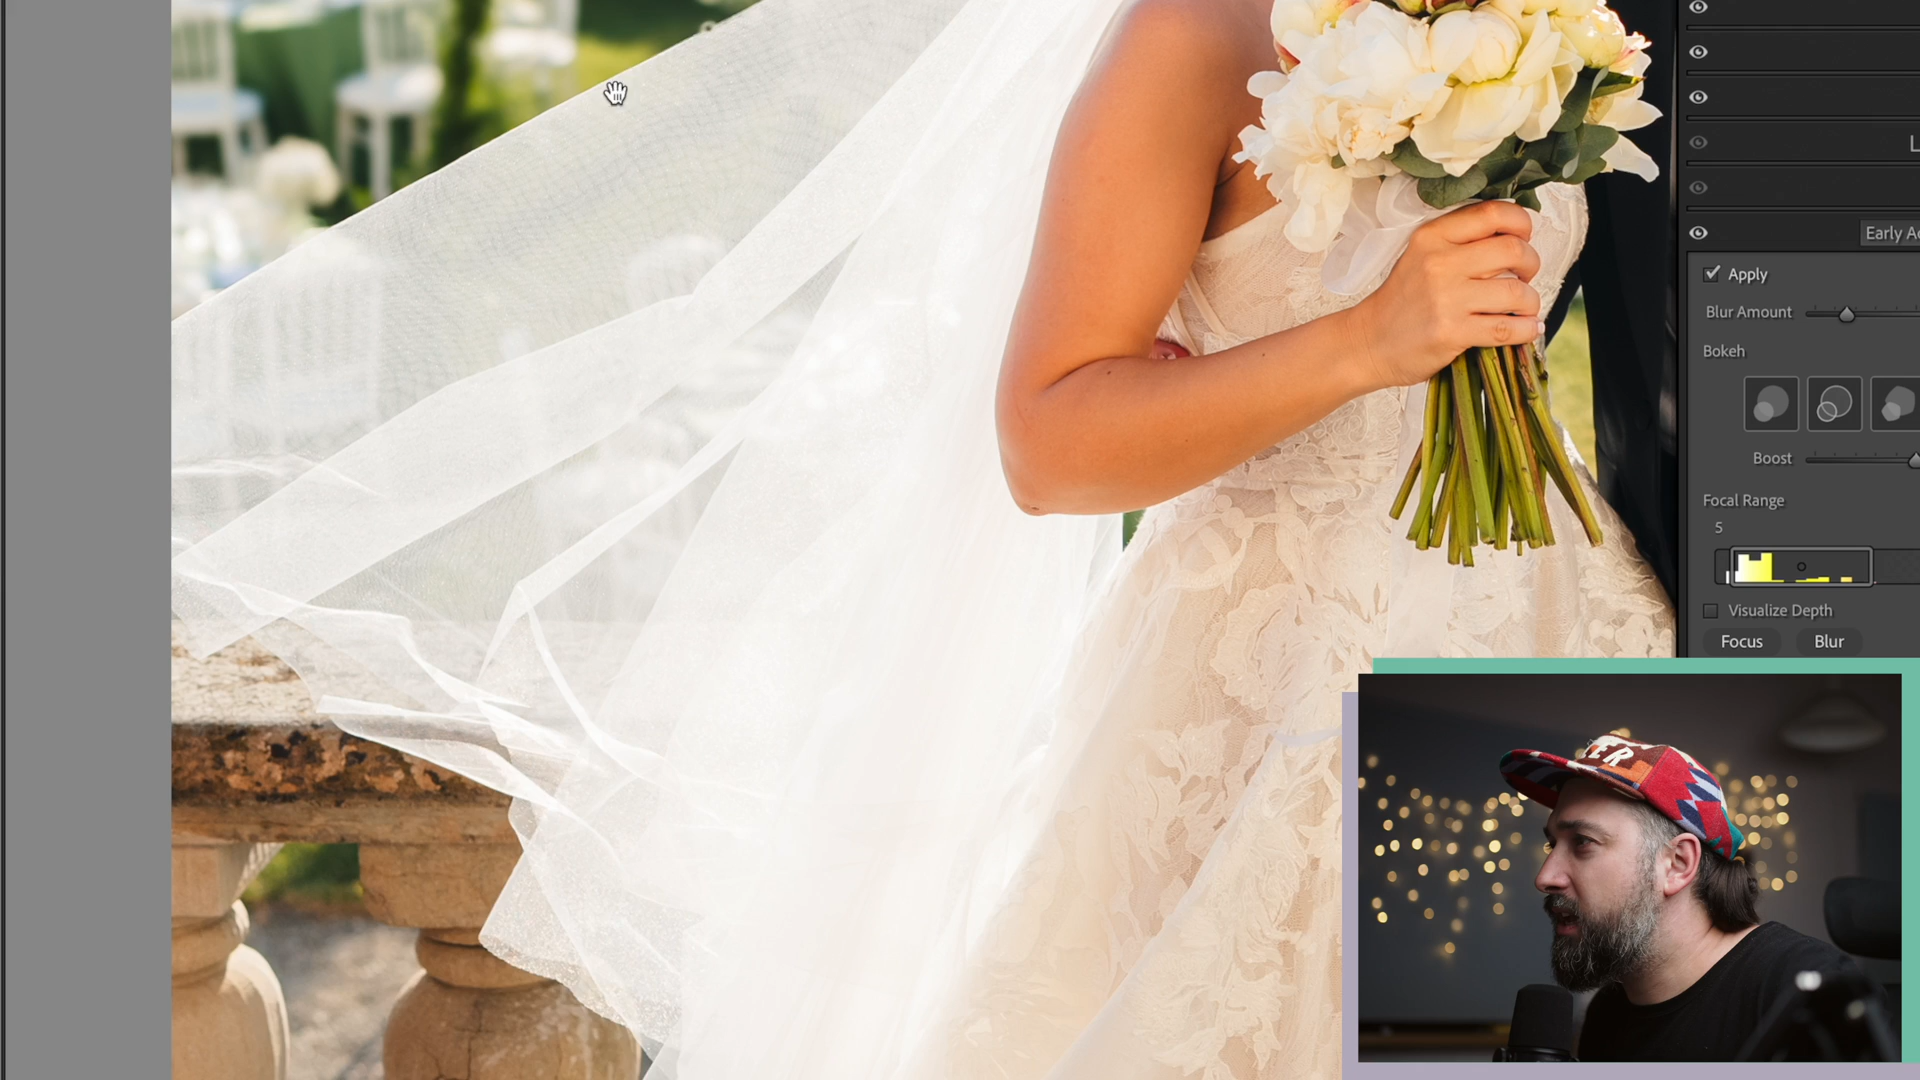 Early A
Apply
Blur Amount
Bokeh
Boost
Focal Range
5
Visualize Depth
Focus
Blur